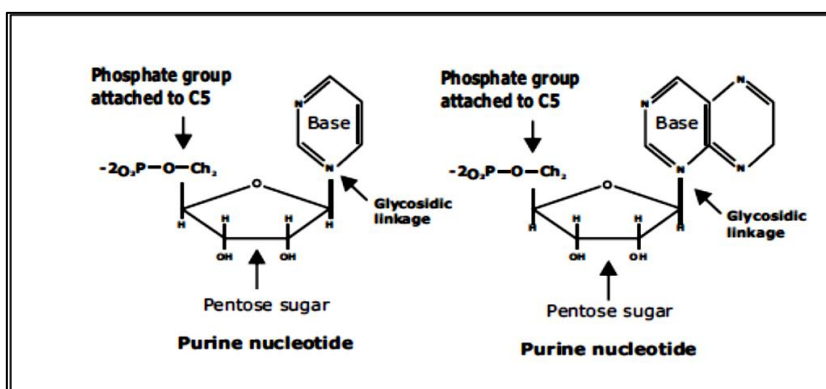 Phosphate group
attached to C5
N
Base
N
-2O₃P—O—Ch₂
O
Glycosidic
linkage
H
H
H
H
OH
OH
Pentose sugar
Purine nucleotide
Phosphate group
attached to C5
N
N
Base
N
N
-2O₃P—O—Ch₂
O
Glycosidic
linkage
H
H
H
H
OH
OH
Pentose sugar
Purine nucleotide